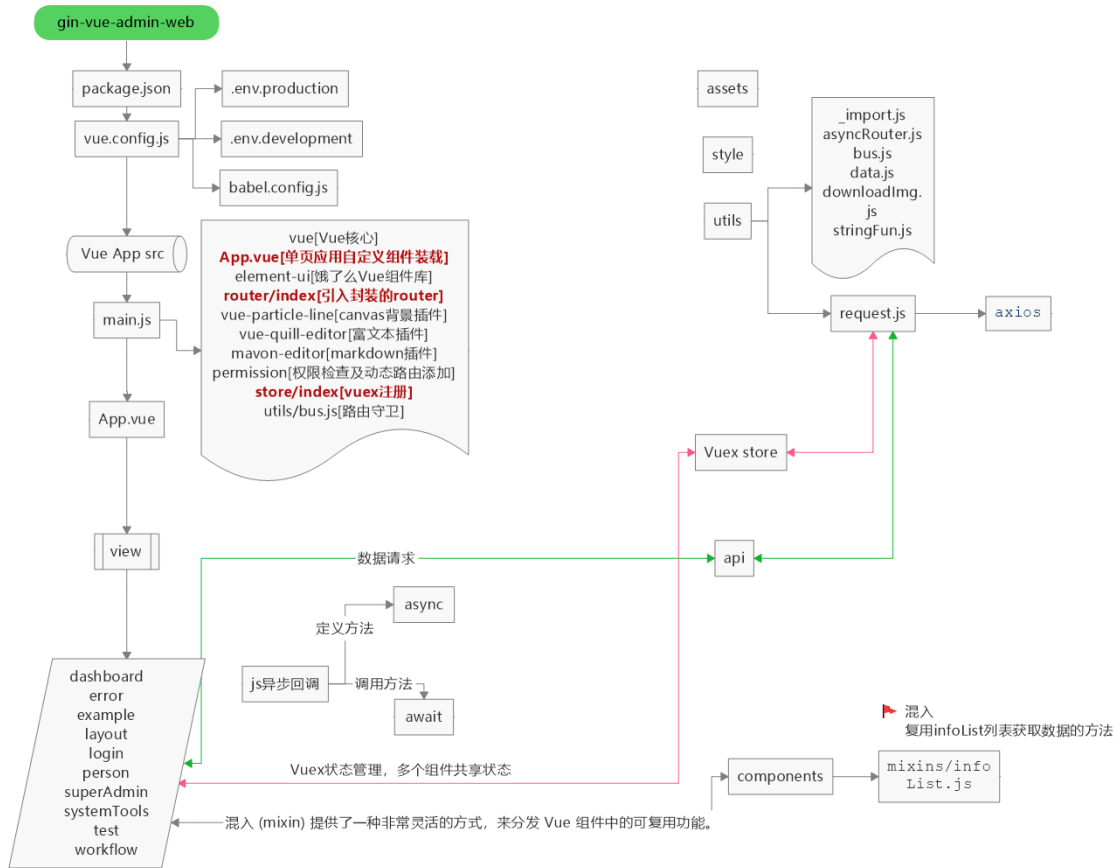 gin-vue-admin-web
package.json
.env.production
vue.config.js
.env.development
babel.config.js
Vue App src
main.js
vue[Vue核心]
App.vue[单页应用自定义组件装载]
element-ui[饿了么Vue组件库]
router/index[引入封装的router]
vue-particle-line[canvas背景插件]
vue-quill-editor[富文本插件]
mavon-editor[markdown插件]
permission[权限检查及动态路由添加]
store/index[vuex注册]
utils/bus.js[路由守卫]
App.vue
view
dashboard
error
example
layout
login
person
superAdmin
systemTools
test
workflow
assets
style
utils
_import.js
asyncRouter.js
bus.js
data.js
downloadImg.
js
stringFun.js
request.js
axios
Vuex store
数据请求
api
async
定义方法
js异步回调
调用方法
await
Vuex状态管理，多个组件共享状态
混入
复用infoList列表获取数据的方法
components
mixins/info
List.js
混入 (mixin) 提供了一种非常灵活的方式，来分发 Vue 组件中的可复用功能。